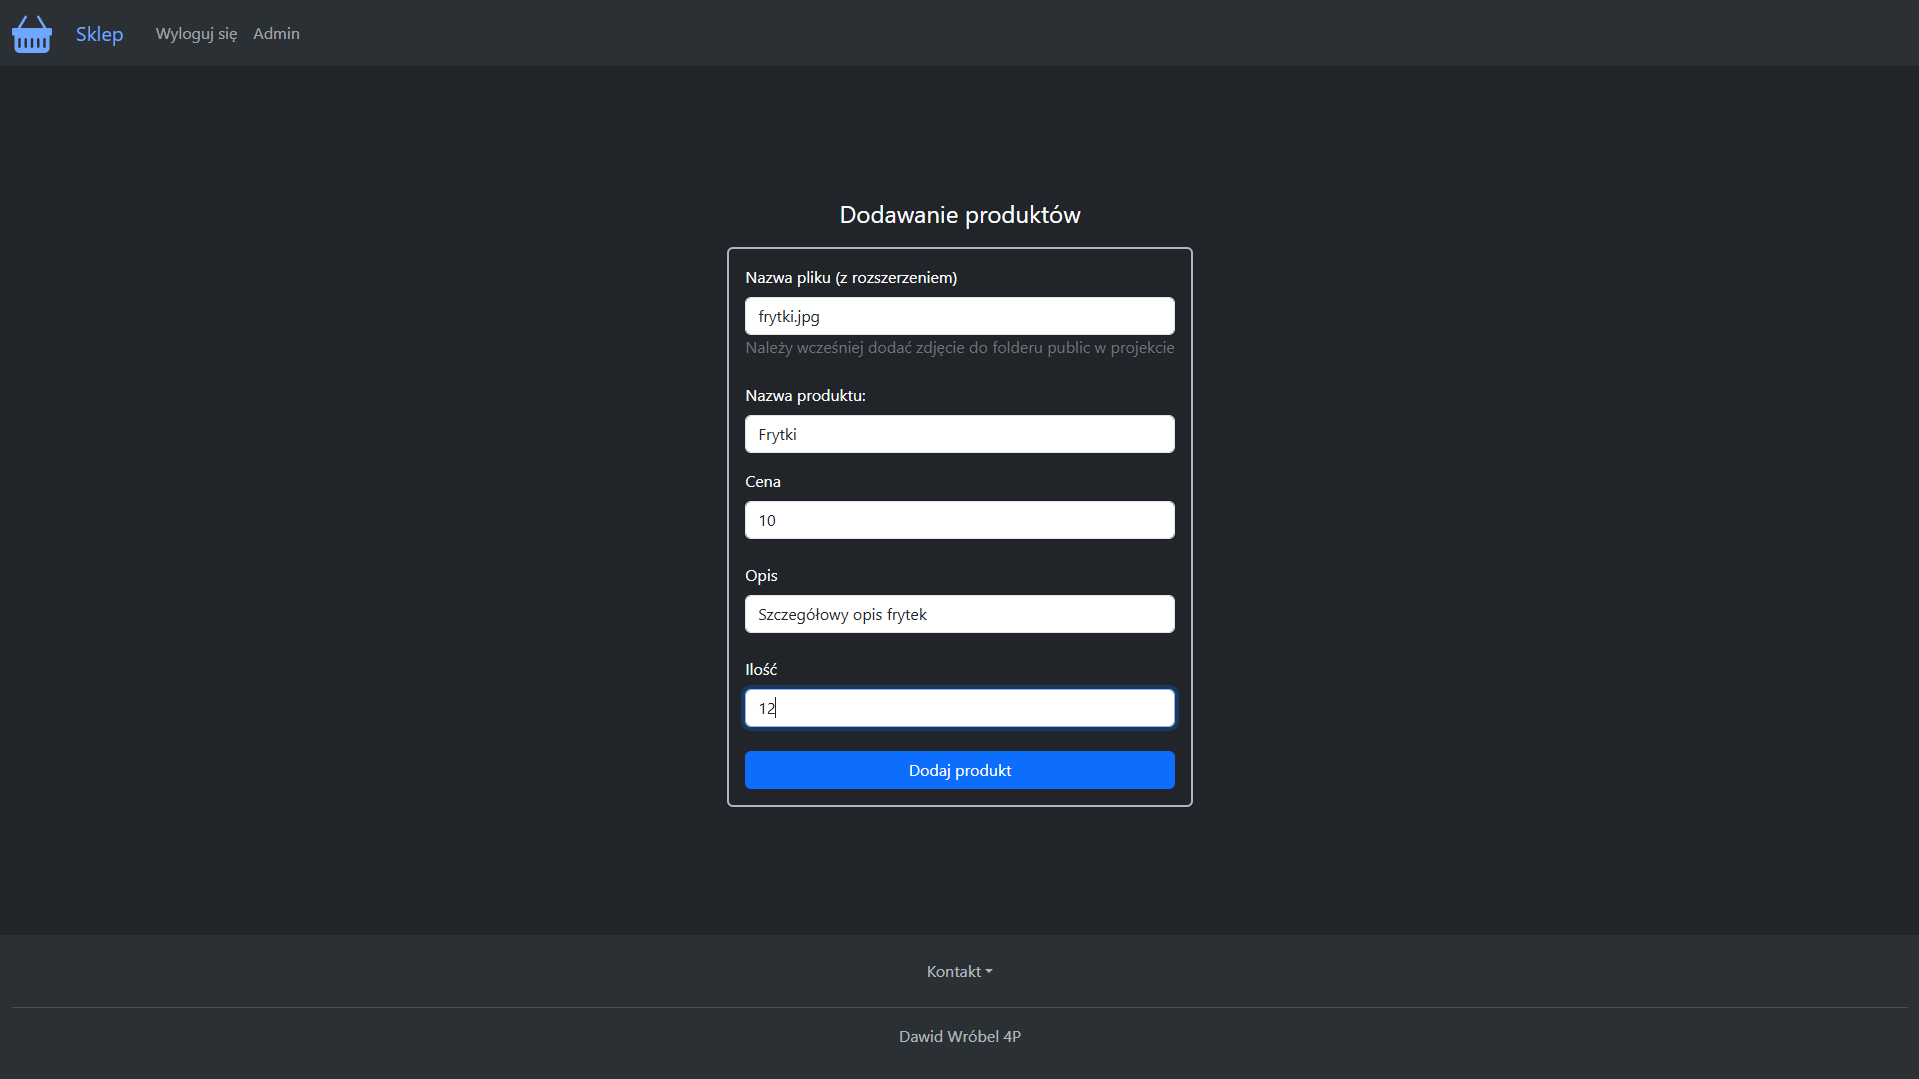 Sklep
Wyloguj się
Admin
Dodawanie produktów
Nazwa pliku (z rozszerzeniem)
frytki.jpg
Należy wcześniej dodać zdjęcie do folderu public w projekcie
Nazwa produktu:
Frytki
Cena
10
Opis
Szczegółowy opis frytek
Ilość
12
Dodaj produkt
Kontakt
Dawid Wróbel 4P